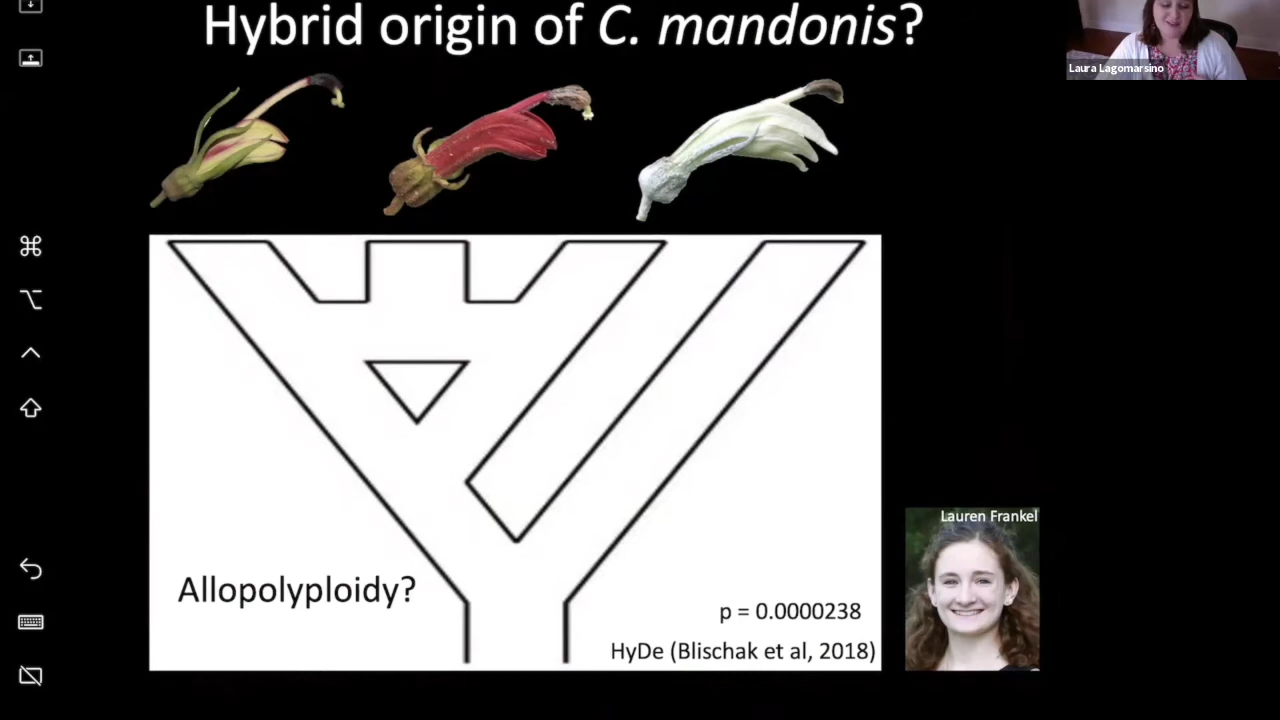 Hybrid origin of C. mandonis?
Laura Lagomarsino
Lauren Frankel
Allopolyploidy?
p = 0.0000238
HyDe (Blischak et al, 2018)